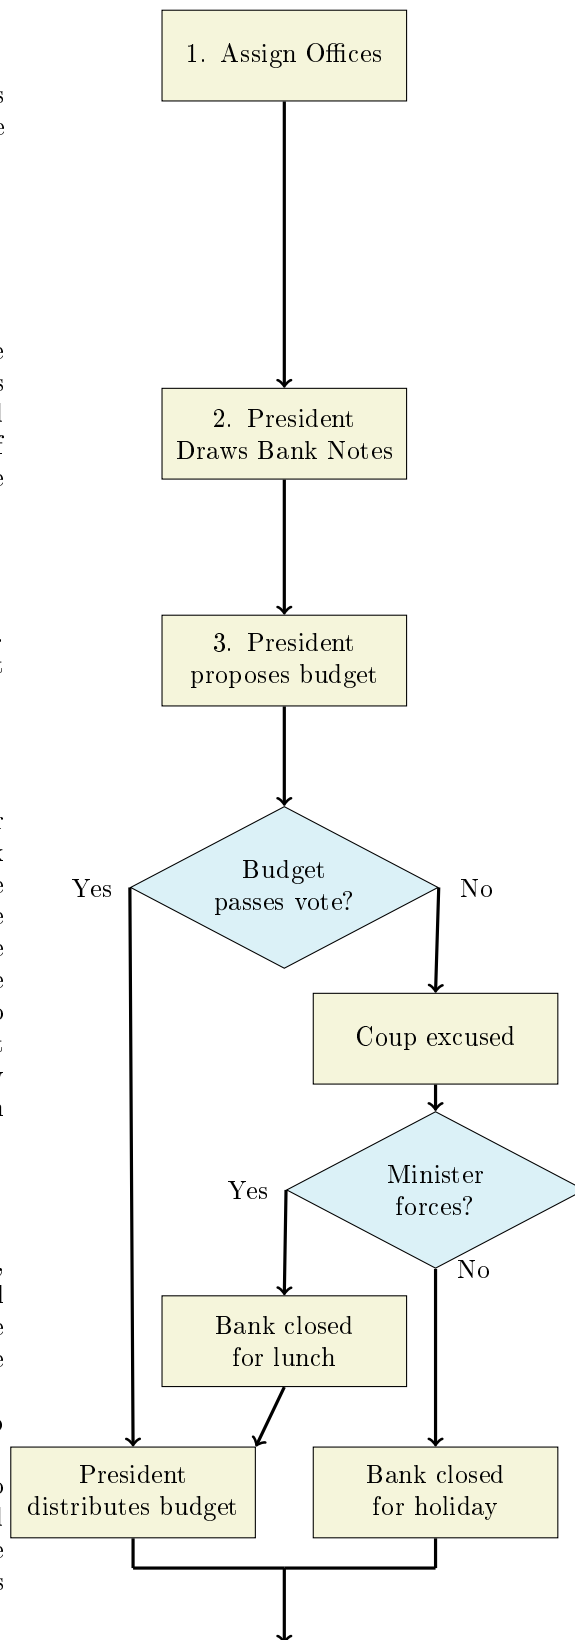 1. Assign Offices
2. President
Draws Bank Notes
3. President
proposes budget
Budget
passes vote?
Yes
No
Coup excused
Minister
forces?
Yes
No
Bank closed
for lunch
President
distributes budget
Bank closed
for holiday